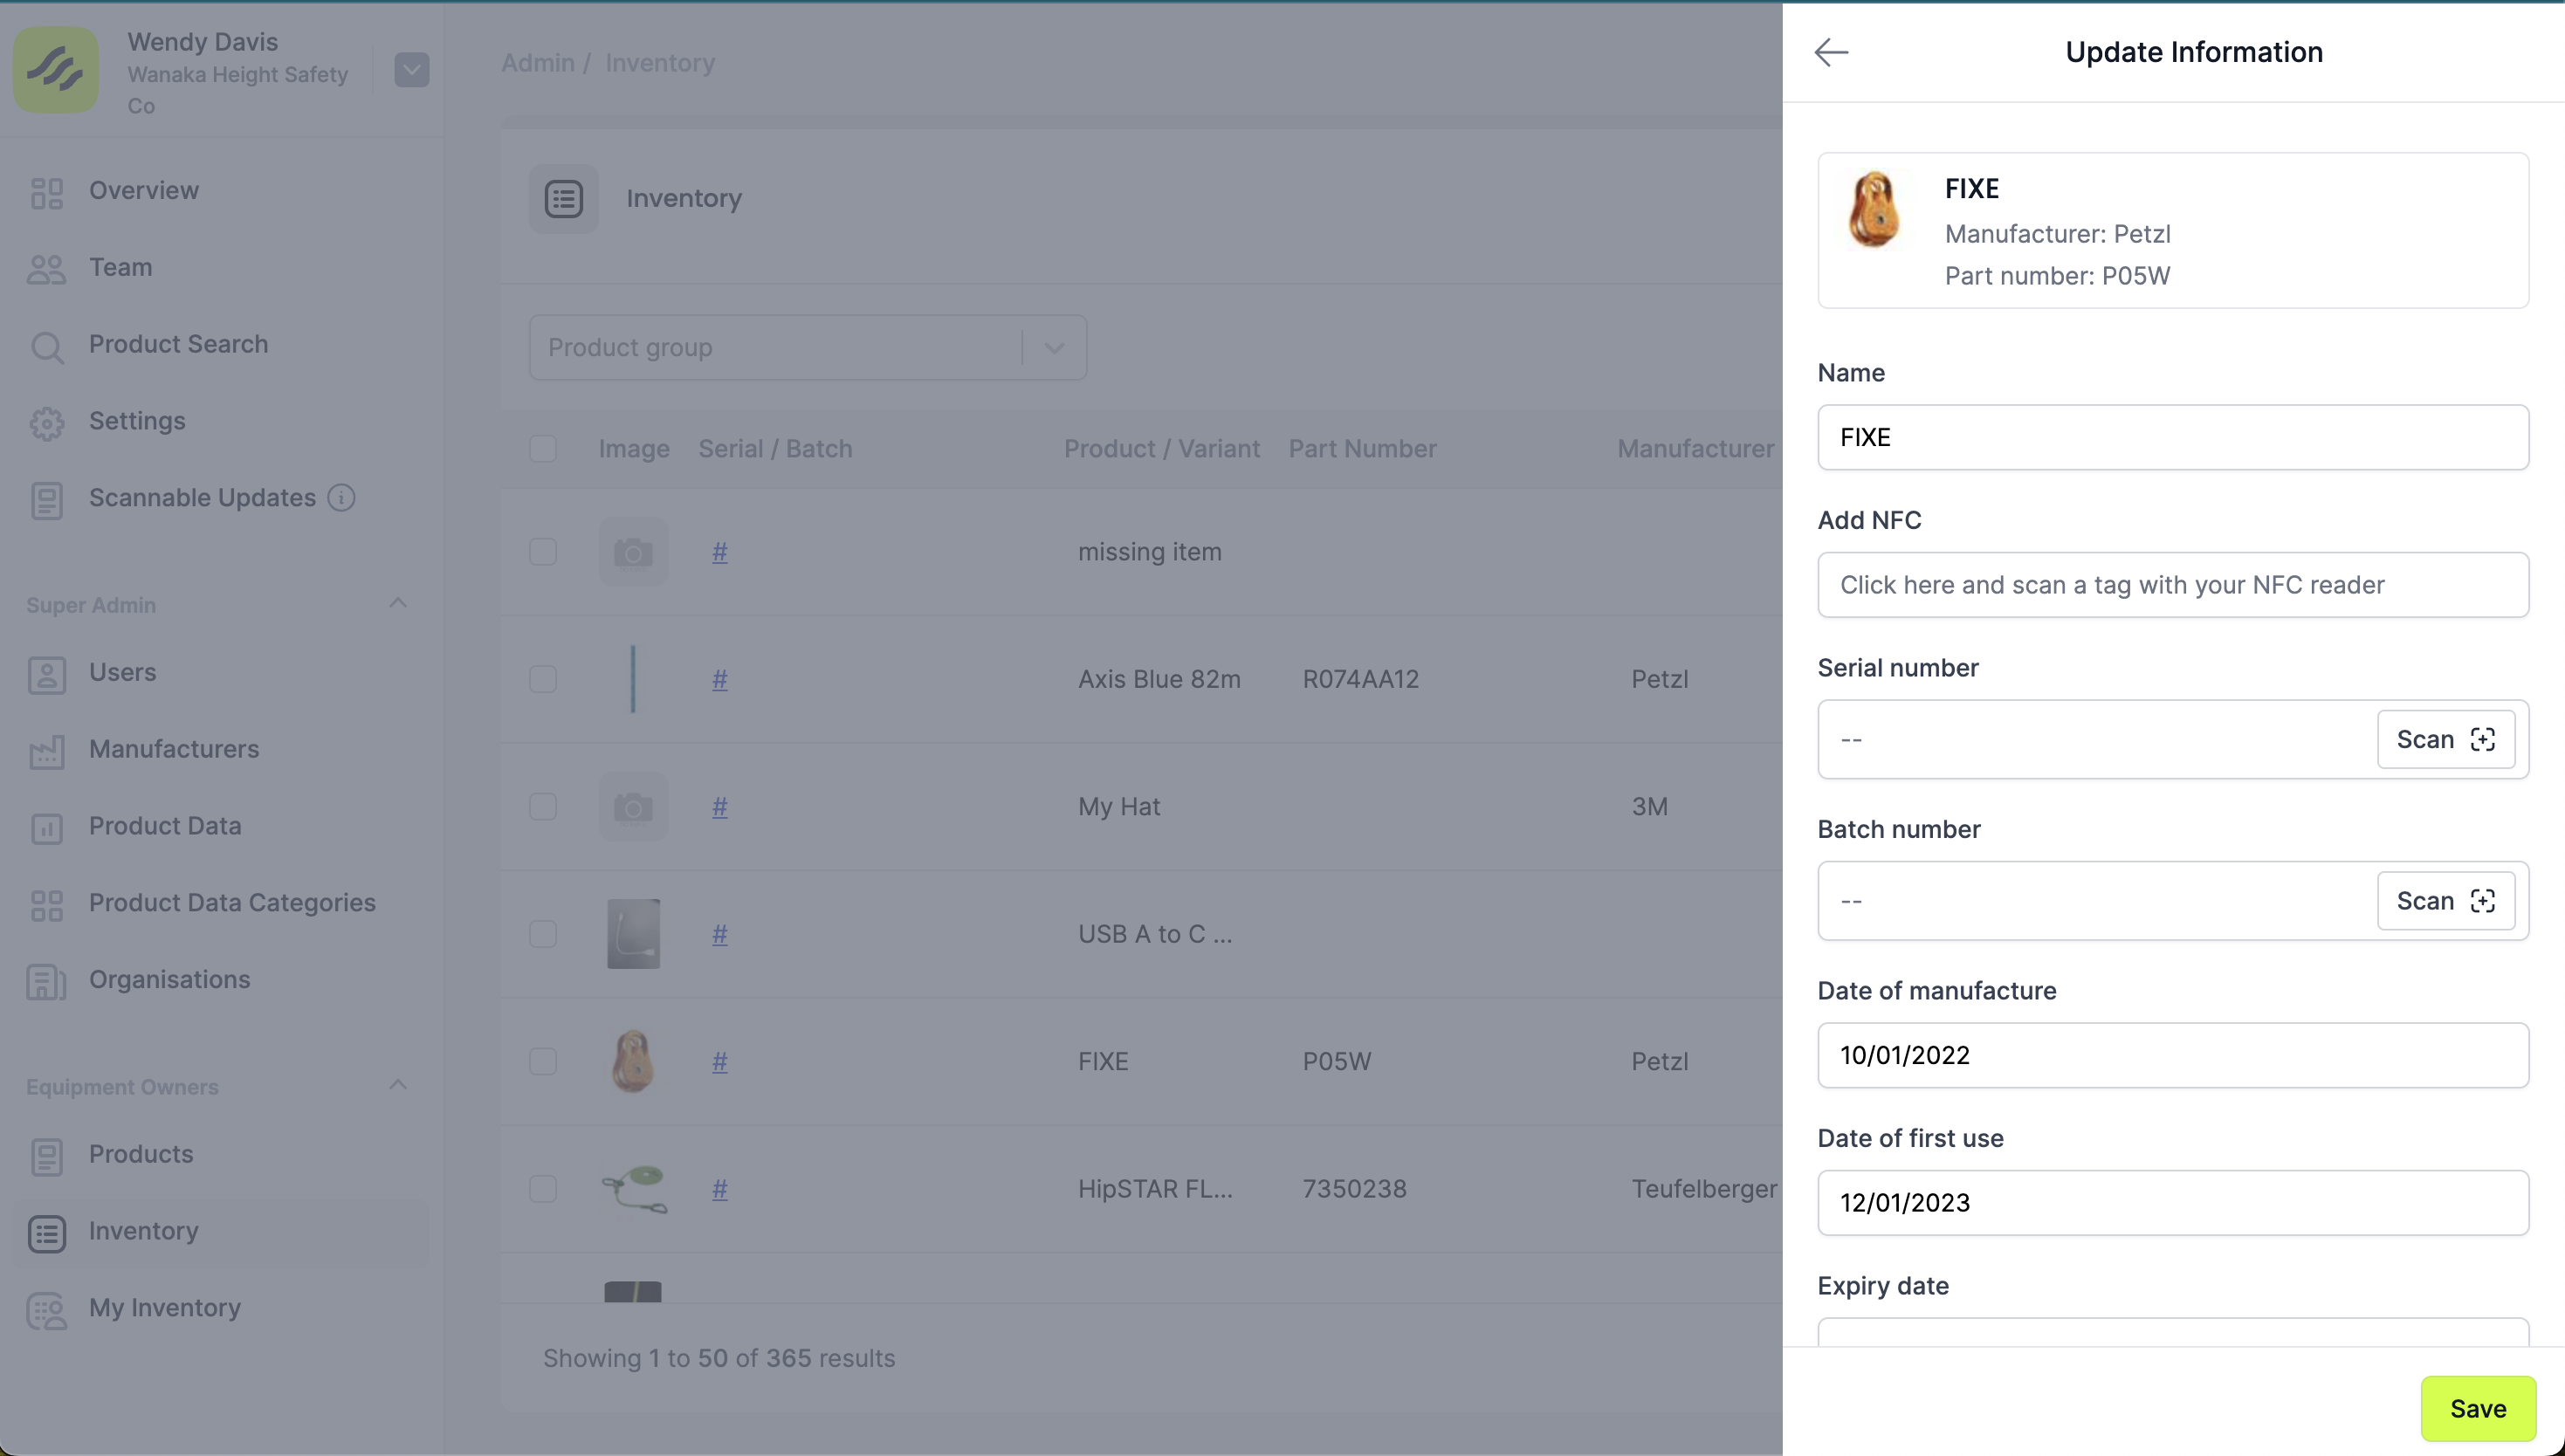 Wendy Davis
Wanaka Height Safety
Co
Overview
Team
Product Search
Settings
Scannable Updates
Super Admin
Users
Manufacturers
Product Data
Product Data Categories
Organisations
Equipment Owners
Products
Inventory
My Inventory
Admin / Inventory
Inventory
Product group
Image Serial / Batch Product / Variant Part Number Manufacturer
# missing item
# Axis Blue 82m R074AA12 Petzl
# My Hat 3M
# USB A to C ...
# FIXE P05W Petzl
# HipSTAR FL... 7350238 Teufelberger
Showing 1 to 50 of 365 results
Update Information
FIXE
Manufacturer: Petzl
Part number: P05W
Name
FIXE
Add NFC
Click here and scan a tag with your NFC reader
Serial number
-- Scan
Batch number
-- Scan
Date of manufacture
10/01/2022
Date of first use
12/01/2023
Expiry date
Save